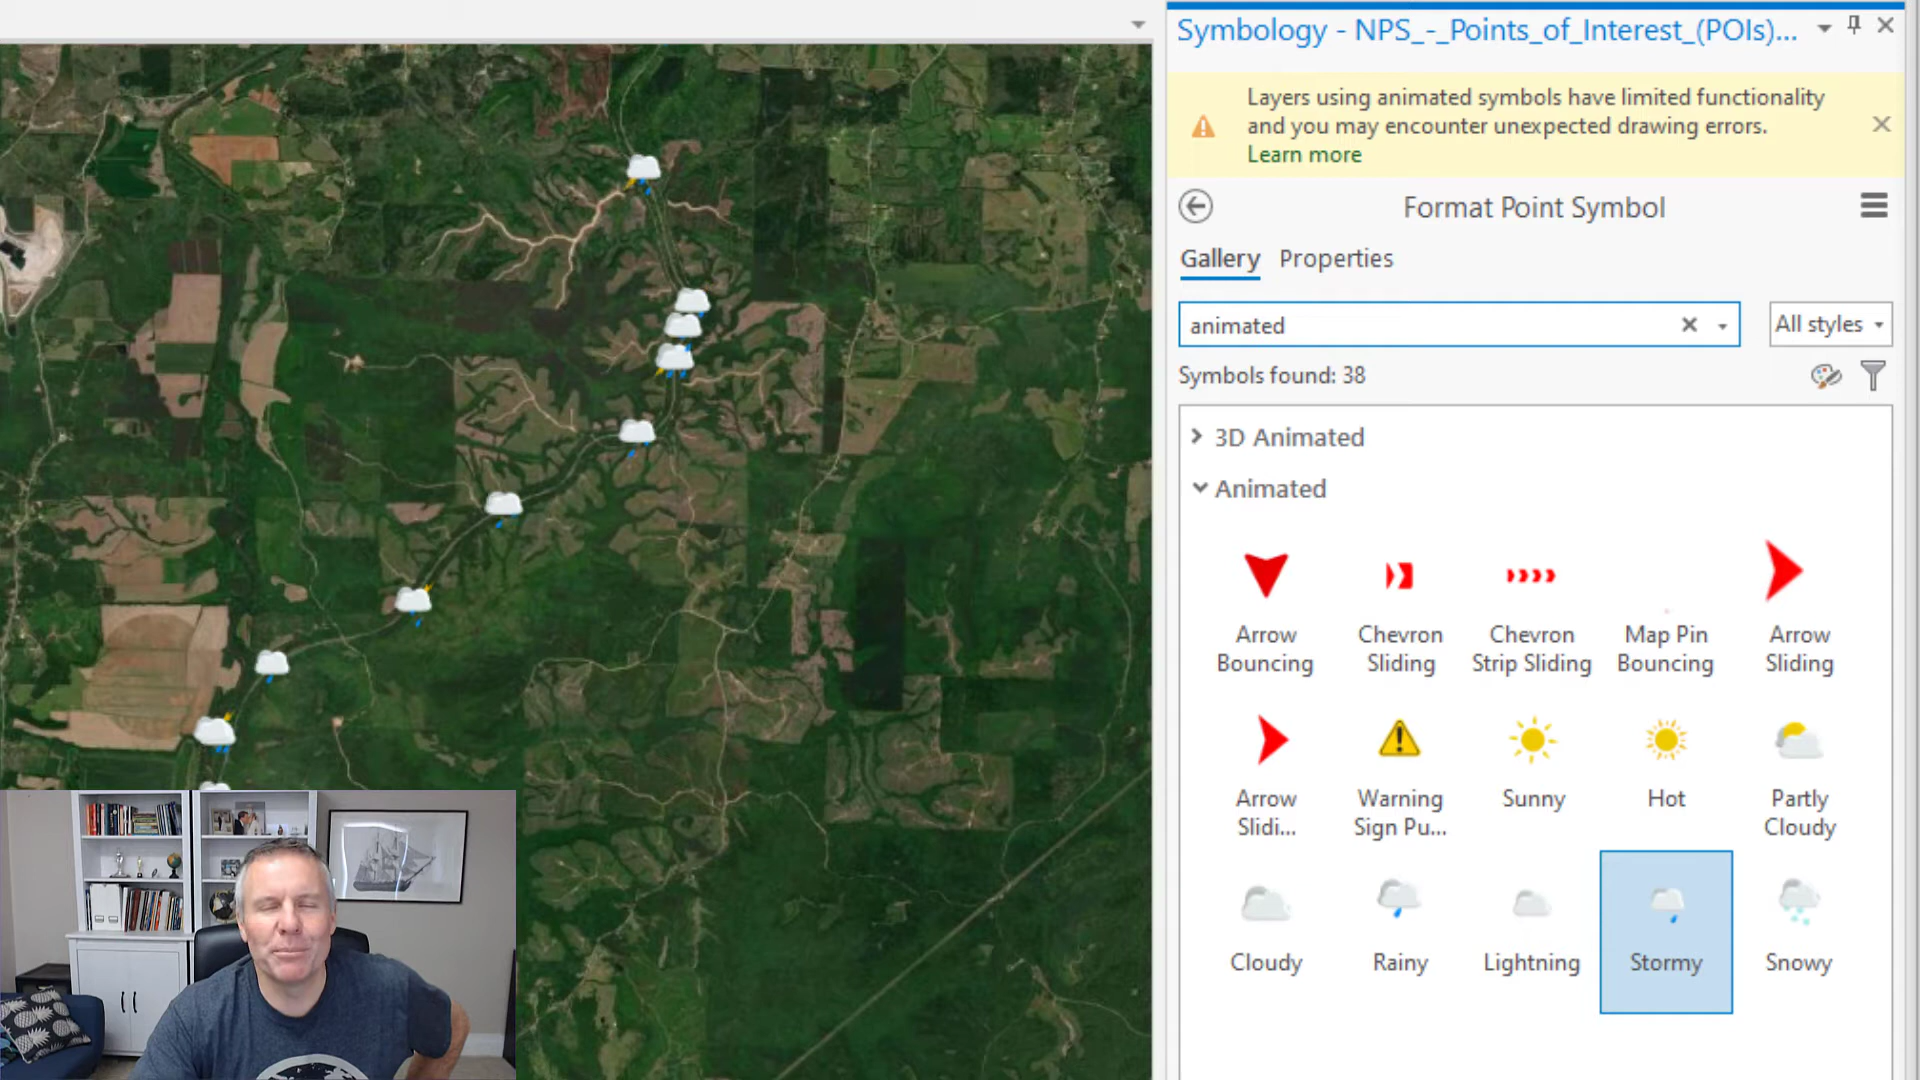 Symbology - NPS_-_Points_of_Interest_(POIs)...
Layers using animated symbols have limited functionality
and you may encounter unexpected drawing errors.
Learn more
Format Point Symbol
Gallery Properties
animated
All styles
Symbols found: 38
3D Animated
Animated
Arrow
Bouncing
Chevron
Sliding
Chevron
Strip Sliding
Map Pin
Bouncing
Arrow
Sliding
Arrow
Slidi...
Warning
Sign Pu...
Sunny
Hot
Partly
Cloudy
Cloudy
Rainy
Lightning
Stormy
Snowy